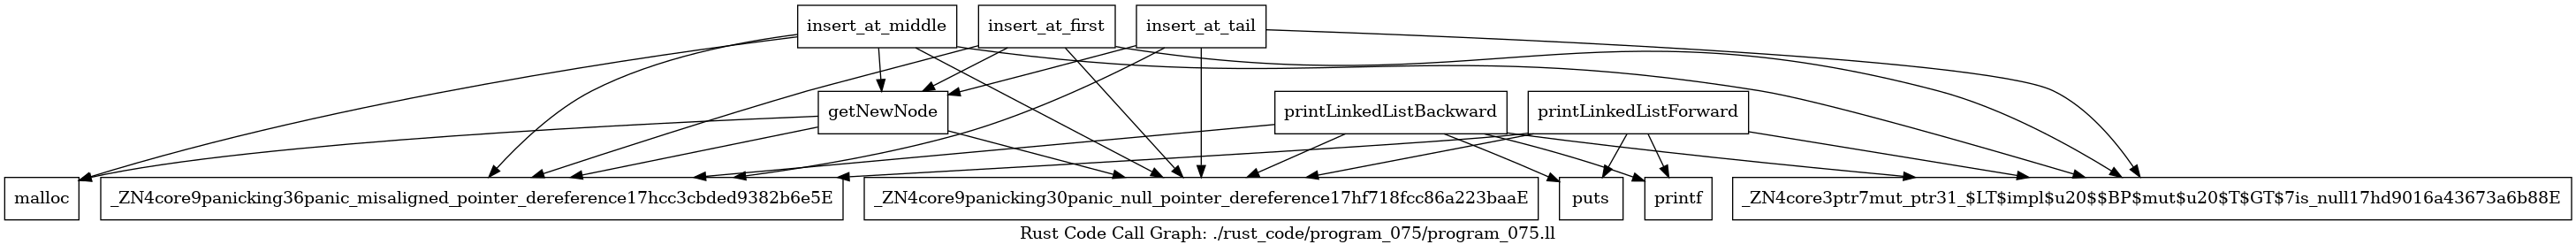 insert_at_middle
insert_at_first
insert_at_tail
getNewNode
printLinkedListBackward
printLinkedListForward
malloc
_ZN4core9panicking36panic_misaligned_pointer_dereference17hcc3cbded9382b6e5E
_ZN4core9panicking30panic_null_pointer_dereference17hf718fcc86a223baaE
puts
printf
_ZN4core3ptr7mut_ptr31_$LT$impl$u20$$BP$mut$u20$T$GT$7is_null17hd9016a43673a6b88E
Rust Code Call Graph: ./rust_code/program_075/program_075.ll